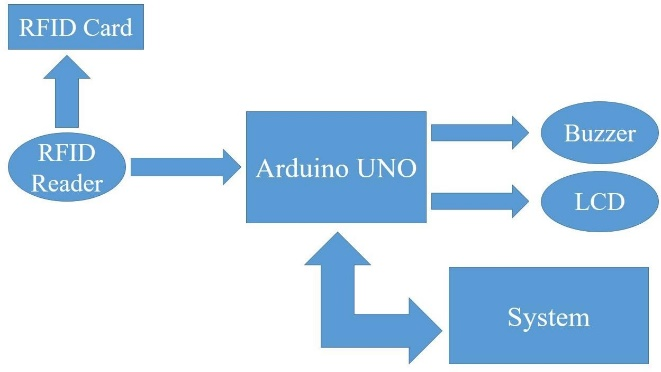 RFID Card
RFID
Reader
Arduino UNO
Buzzer
LCD
System